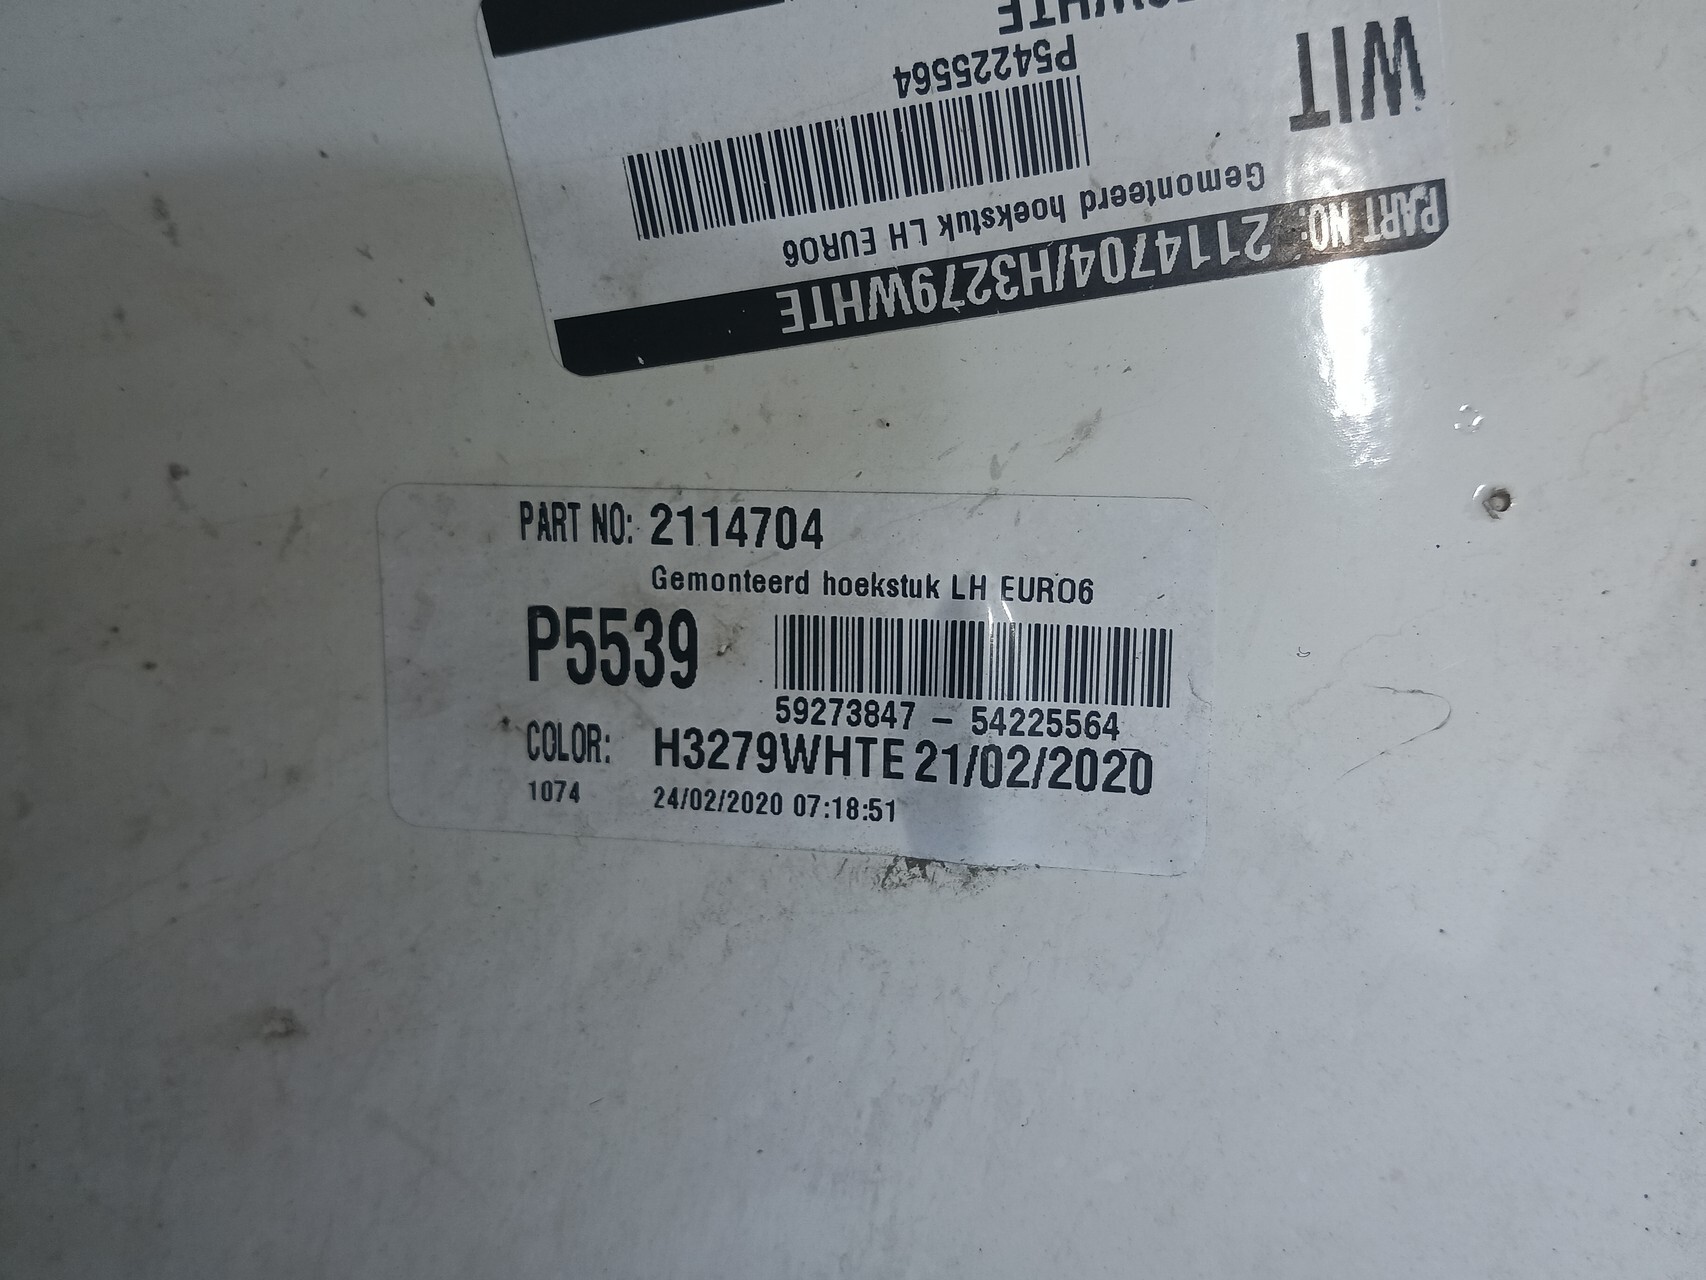 PART NO: 2114704/H3279WHTE
Gemonteerd hoekstuk LH EURO6
WIT
P54225564
PART NO: 2114704
Gemonteerd hoekstuk LH EURO6
P5539
59273847 - 54225564
COLOR: H3279WHTE 21/02/2020
1074 24/02/2020 07:18:51